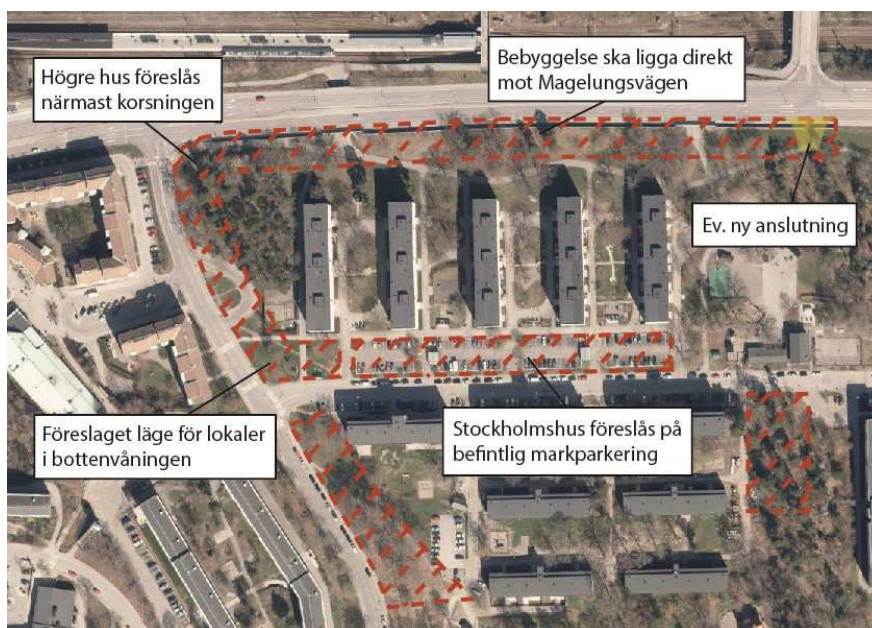 Högre hus föreslås
närmast korsningen
Bebyggelse ska ligga direkt
mot Magelungsvägen
Ev. ny anslutning
Föreslaget läge för lokaler
i bottenvåningen
Stockholmshus föreslås på
befintlig markparkering